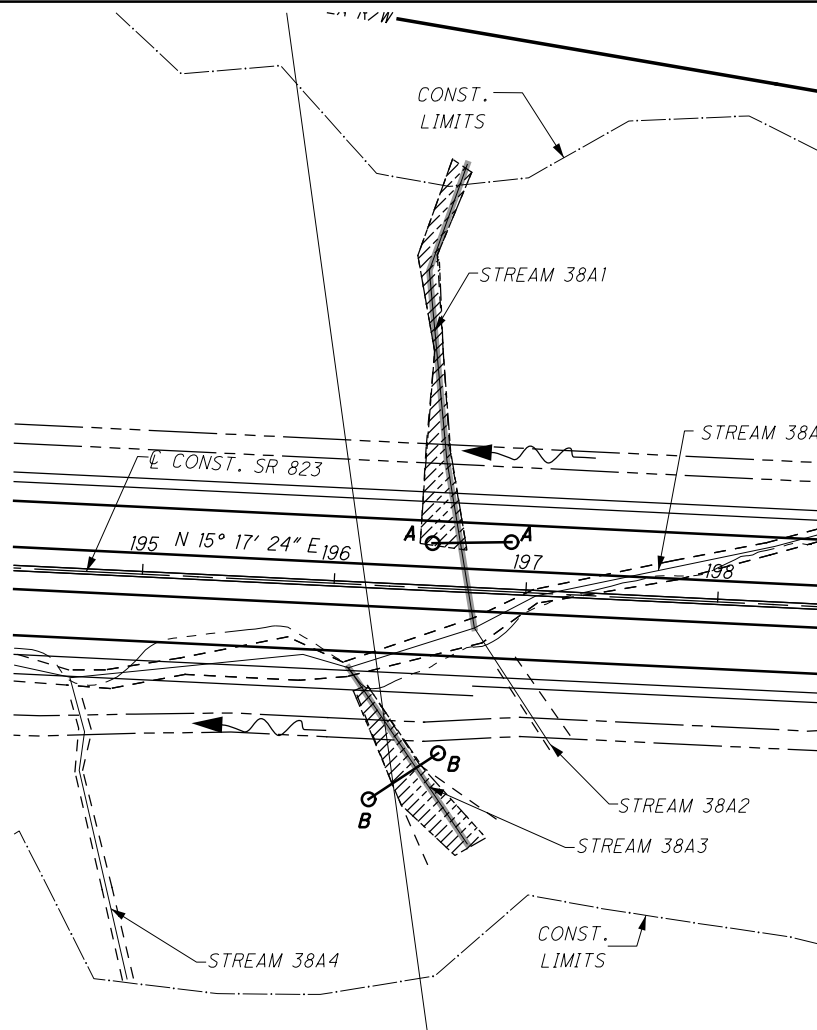 CONST.
LIMITS
STREAM 38A1
STREAM 38A
℄ CONST. SR 823
A A
195 N 15° 17' 24" E 196 197 198
B
B
STREAM 38A2
STREAM 38A3
CONST.
LIMITS
STREAM 38A4